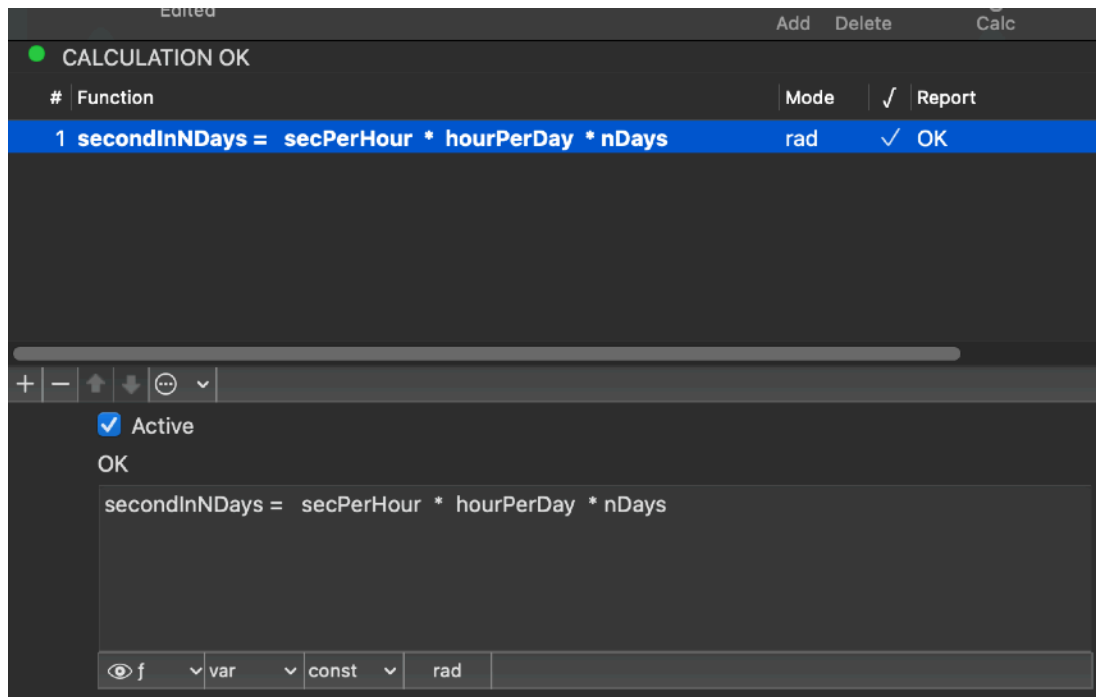 Edited
Add Delete Calc
CALCULATION OK
# Function Mode √ Report
1 secondInNDays = secPerHour * hourPerDay * nDays rad ✓ OK
Active
OK
secondInNDays = secPerHour * hourPerDay * nDays
f var const rad